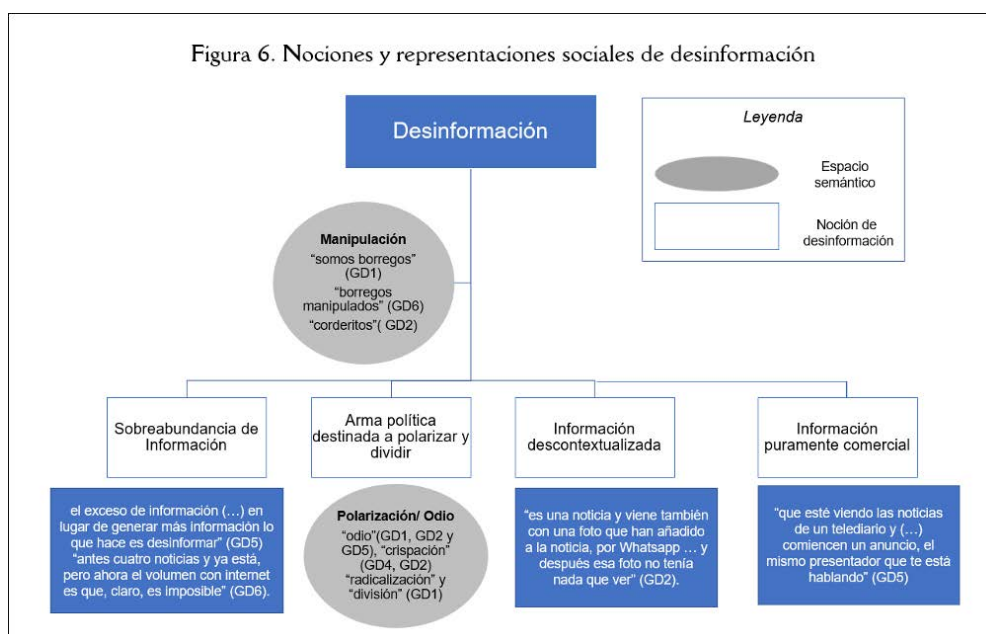 Figura 6. Nociones y representaciones sociales de desinformación
Desinformación
Leyenda
Espacio
semántico
Noción de
desinformación
Manipulación
“somos borregos”
(GD1)
“borregos
manipulados” (GD6)
“corderitos”( GD2)
Sobreabundancia de
Información
Arma política
destinada a polarizar y
dividir
Información
descontextualizada
Información
puramente comercial
el exceso de información (…) en
lugar de generar más información lo
que hace es desinformar” (GD5)
“antes cuatro noticias y ya está,
pero ahora el volumen con internet
es que, claro, es imposible” (GD6).
Polarización/ Odio
“odio”(GD1, GD2 y
GD5), “crispación”
(GD4, GD2)
“radicalización” y
“división” (GD1)
“es una noticia y viene también
con una foto que han añadido
a la noticia, por Whatsapp … y
después esa foto no tenía
nada que ver” (GD2).
“que esté viendo las noticias
de un telediario y (…)
comiencen un anuncio, el
mismo presentador que te está
hablando” (GD5)